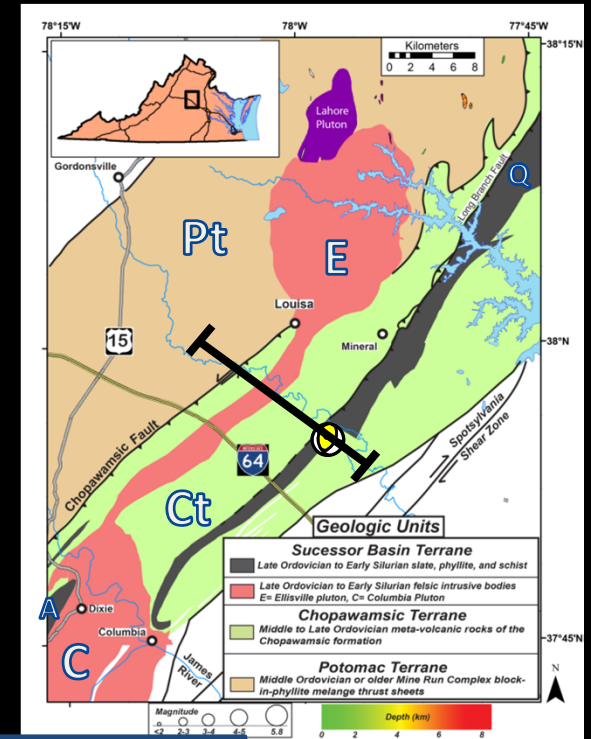 78°15'W
78°W
77°45'W
38°15'N
Kilometers
0 2 4 6 8
Lahore
Pluton
Gordonsville
Q
Long Branch Fault
Pt
E
Louisa
15
Mineral
38°N
Chopawamsic Fault
INTERSTATE
64
Spotsylvania
Shear Zone
Ct
Geologic Units
Sucessor Basin Terrane
Late Ordovician to Early Silurian slate, phyllite, and schist
Late Ordovician to Early Silurian felsic intrusive bodies
E= Ellisville pluton, C= Columbia Pluton
Chopawamsic Terrane
Middle to Late Ordovician meta-volcanic rocks of the
Chopawamsic formation
Potomac Terrane
Middle Ordovician or older Mine Run Complex block-
in-phyllite melange thrust sheets
A
Dixie
Columbia
37°45'N
C
James
River
N
Magnitude
<2 2-3 3-4 4-5 5.8
Depth (km)
0 2 4 6 8